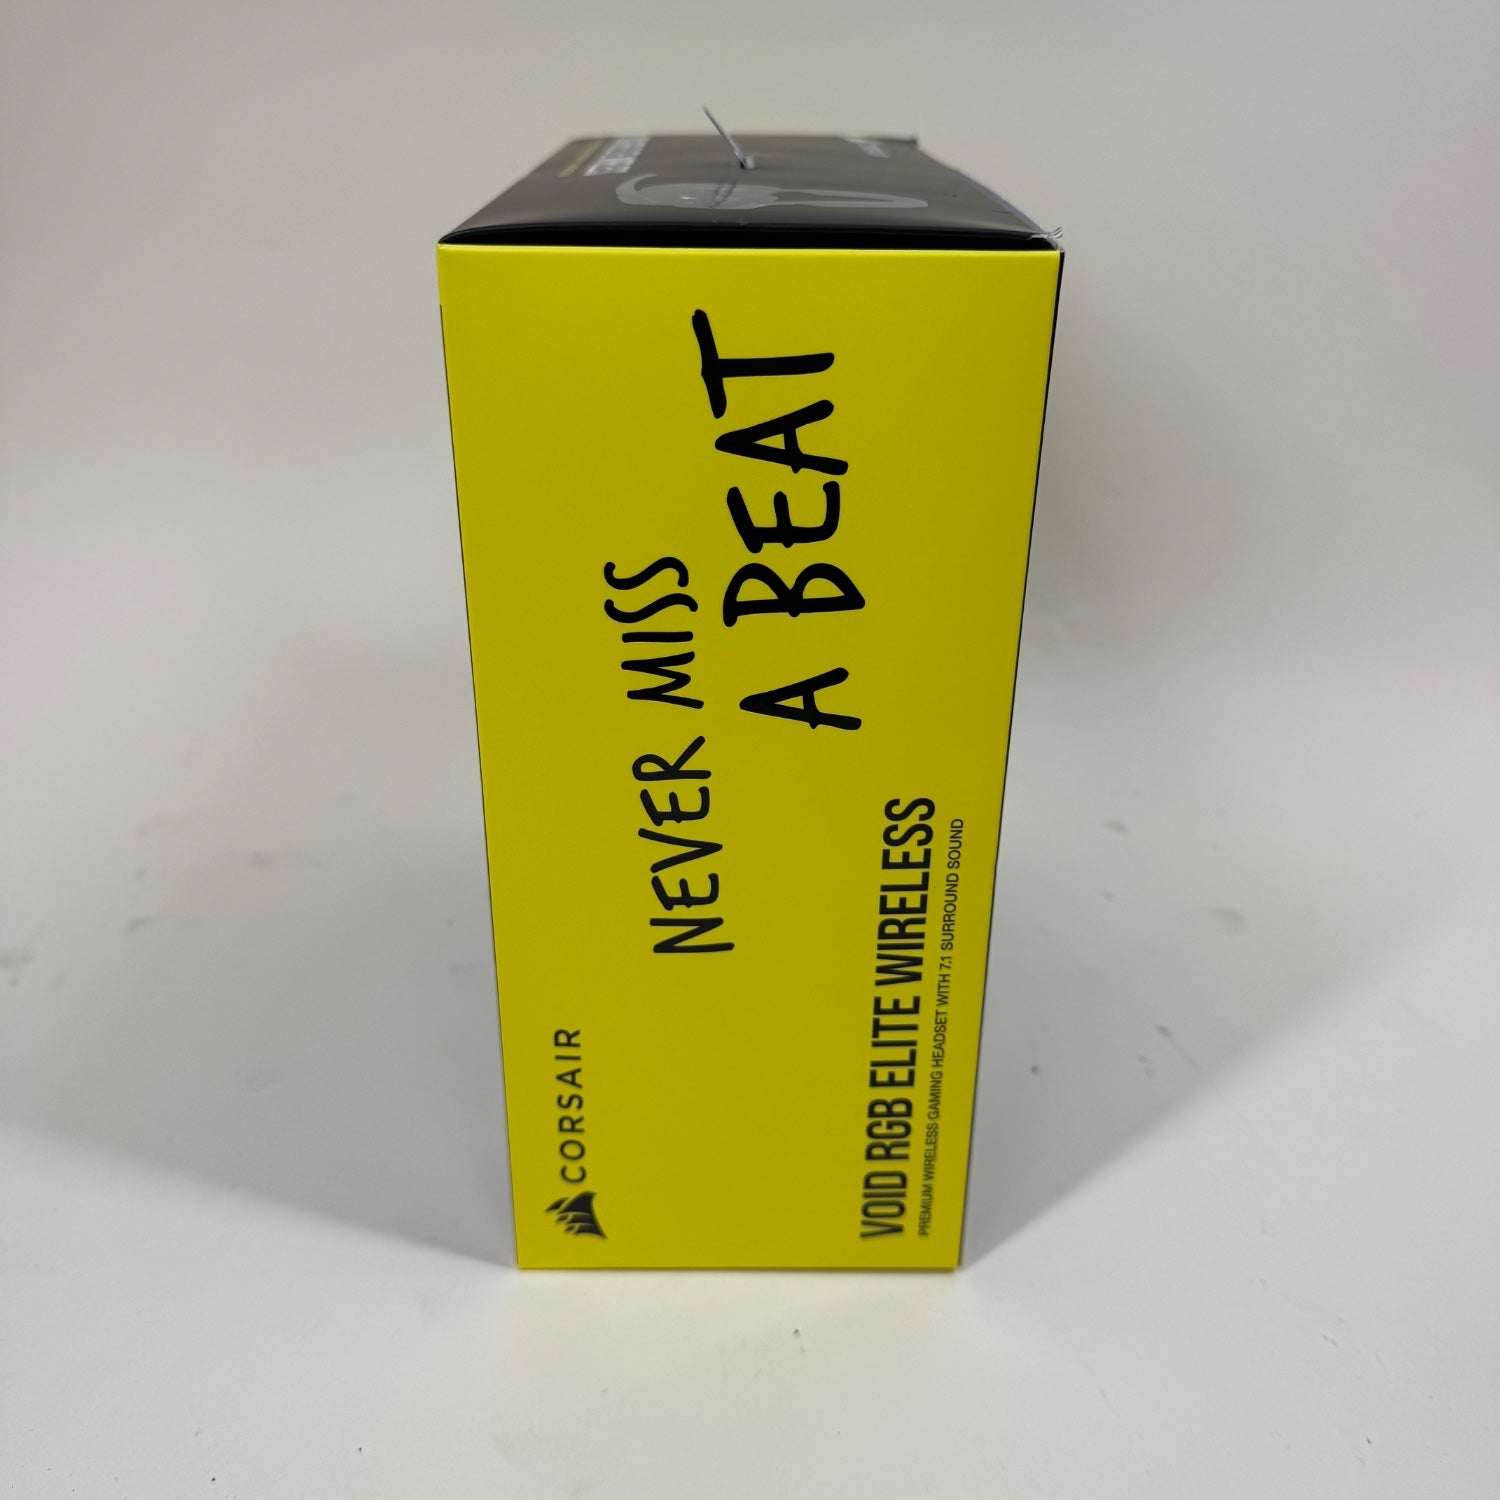 CORSAIR
NEVER MISS
A BEAT
VOID RGB ELITE WIRELESS
PREMIUM WIRELESS GAMING HEADSET WITH 7.1 SURROUND SOUND